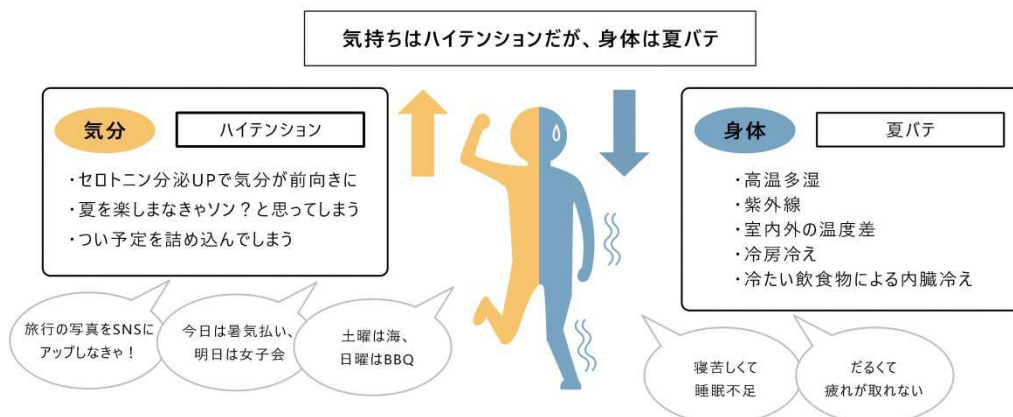 気持ちはハイテンションだが、身体は夏バテ
気分
ハイテンション
・セロトニン分泌UPで気分が前向きに
・夏を楽しまなきゃソン？と思ってしまう
・つい予定を詰め込んでしまう
旅行の写真をSNSに
アップしなきゃ！
今日は暑気払い、
明日は女子会
土曜は海、
日曜はBBQ
身体
夏バテ
・高温多湿
・紫外線
・室内外の温度差
・冷房冷え
・冷たい飲食物による内臓冷え
寝苦しくて
睡眠不足
だるくて
疲れが取れない